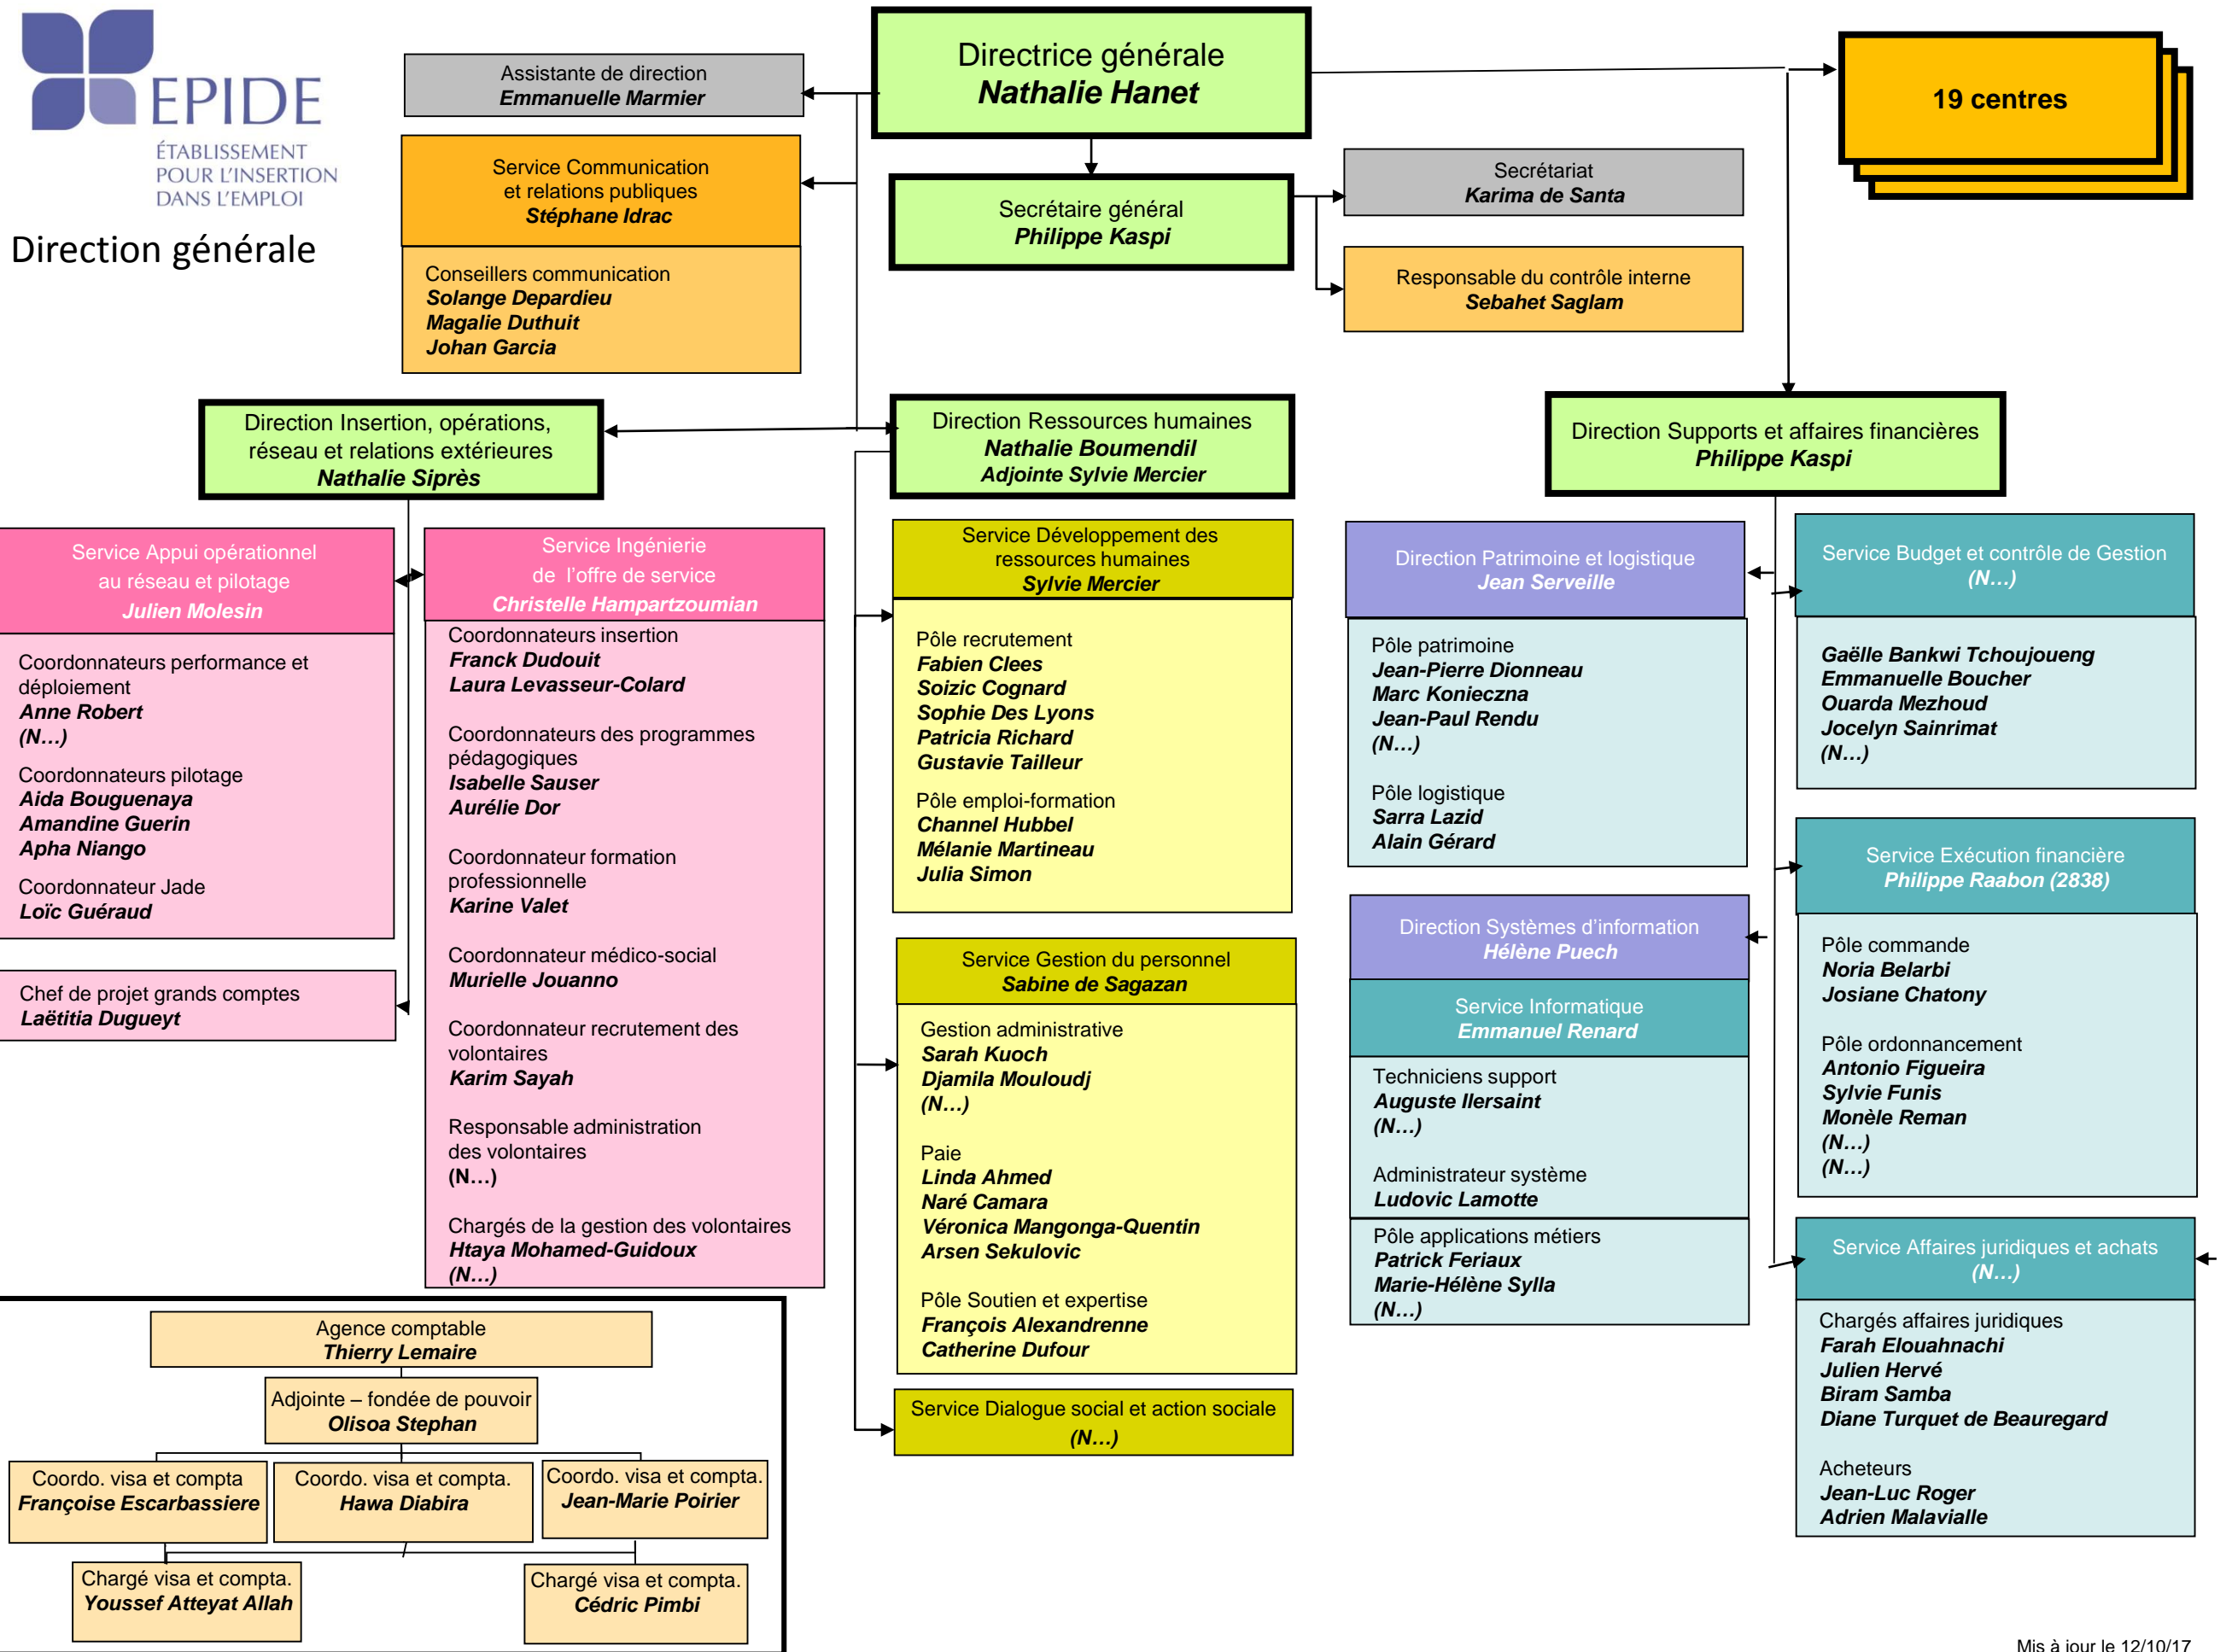 EPIDE
ÉTABLISSEMENT
POUR L'INSERTION
DANS L'EMPLOI
Direction générale
Directrice générale
Nathalie Hanet
19 centres
Assistante de direction
Emmanuelle Marmier
Service Communication
et relations publiques
Stéphane Idrac
Conseillers communication
Solange Depardieu
Magalie Duthuit
Johan Garcia
Secrétaire général
Philippe Kaspi
Secrétariat
Karima de Santa
Responsable du contrôle interne
Sebahet Saglam
Direction Insertion, opérations,
réseau et relations extérieures
Nathalie Siprès
Direction Ressources humaines
Nathalie Boumendil
Adjointe Sylvie Mercier
Direction Supports et affaires financières
Philippe Kaspi
Service Appui opérationnel
au réseau et pilotage
Julien Molesin
Coordonnateurs performance et
déploiement
Anne Robert
(N…)
Coordonnateurs pilotage
Aida Bouguenaya
Amandine Guerin
Apha Niango
Coordonnateur Jade
Loïc Guéraud
Chef de projet grands comptes
Laëtitia Dugueyt
Service Ingénierie
de l'offre de service
Christelle Hampartzoumian
Coordonnateurs insertion
Franck Dudouit
Laura Levasseur-Colard
Coordonnateurs des programmes
pédagogiques
Isabelle Sauser
Aurélie Dor
Coordonnateur formation
professionnelle
Karine Valet
Coordonnateur médico-social
Murielle Jouanno
Coordonnateur recrutement des
volontaires
Karim Sayah
Responsable administration
des volontaires
(N…)
Chargés de la gestion des volontaires
Htaya Mohamed-Guidoux
(N…)
Service Développement des
ressources humaines
Sylvie Mercier
Pôle recrutement
Fabien Clees
Soizic Cognard
Sophie Des Lyons
Patricia Richard
Gustavie Tailleur
Pôle emploi-formation
Channel Hubbel
Mélanie Martineau
Julia Simon
Service Gestion du personnel
Sabine de Sagazan
Gestion administrative
Sarah Kuoch
Djamila Mouloudj
(N…)
Paie
Linda Ahmed
Naré Camara
Véronica Mangonga-Quentin
Arsen Sekulovic
Pôle Soutien et expertise
François Alexandrenne
Catherine Dufour
Service Dialogue social et action sociale
(N…)
Direction Patrimoine et logistique
Jean Serveille
Pôle patrimoine
Jean-Pierre Dionneau
Marc Konieczna
Jean-Paul Rendu
(N…)
Pôle logistique
Sarra Lazid
Alain Gérard
Direction Systèmes d'information
Hélène Puech
Service Informatique
Emmanuel Renard
Techniciens support
Auguste Ilersaint
(N…)
Administrateur système
Ludovic Lamotte
Pôle applications métiers
Patrick Feriaux
Marie-Hélène Sylla
(N…)
Service Budget et contrôle de Gestion
(N…)
Gaëlle Bankwi Tchoujoueng
Emmanuelle Boucher
Ouarda Mezhoud
Jocelyn Sainrimat
(N…)
Service Exécution financière
Philippe Raabon (2838)
Pôle commande
Noria Belarbi
Josiane Chatony
Pôle ordonnancement
Antonio Figueira
Sylvie Funis
Monèle Reman
(N…)
(N…)
Service Affaires juridiques et achats
(N…)
Chargés affaires juridiques
Farah Elouahnachi
Julien Hervé
Biram Samba
Diane Turquet de Beauregard
Acheteurs
Jean-Luc Roger
Adrien Malavialle
Agence comptable
Thierry Lemaire
Adjointe – fondée de pouvoir
Olisoa Stephan
Coordo. visa et compta
Françoise Escarbassiere
Coordo. visa et compta.
Hawa Diabira
Coordo. visa et compta.
Jean-Marie Poirier
Chargé visa et compta.
Youssef Atteyat Allah
Chargé visa et compta.
Cédric Pimbi
Mis à jour le 12/10/17